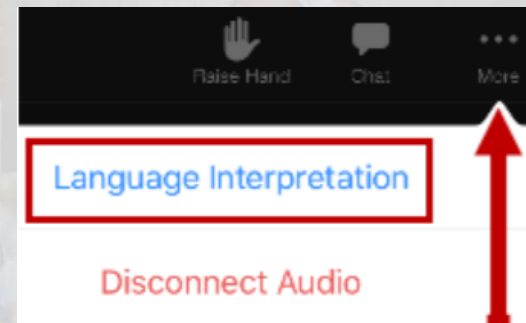 Raise Hand Chat More
Language Interpretation
Disconnect Audio